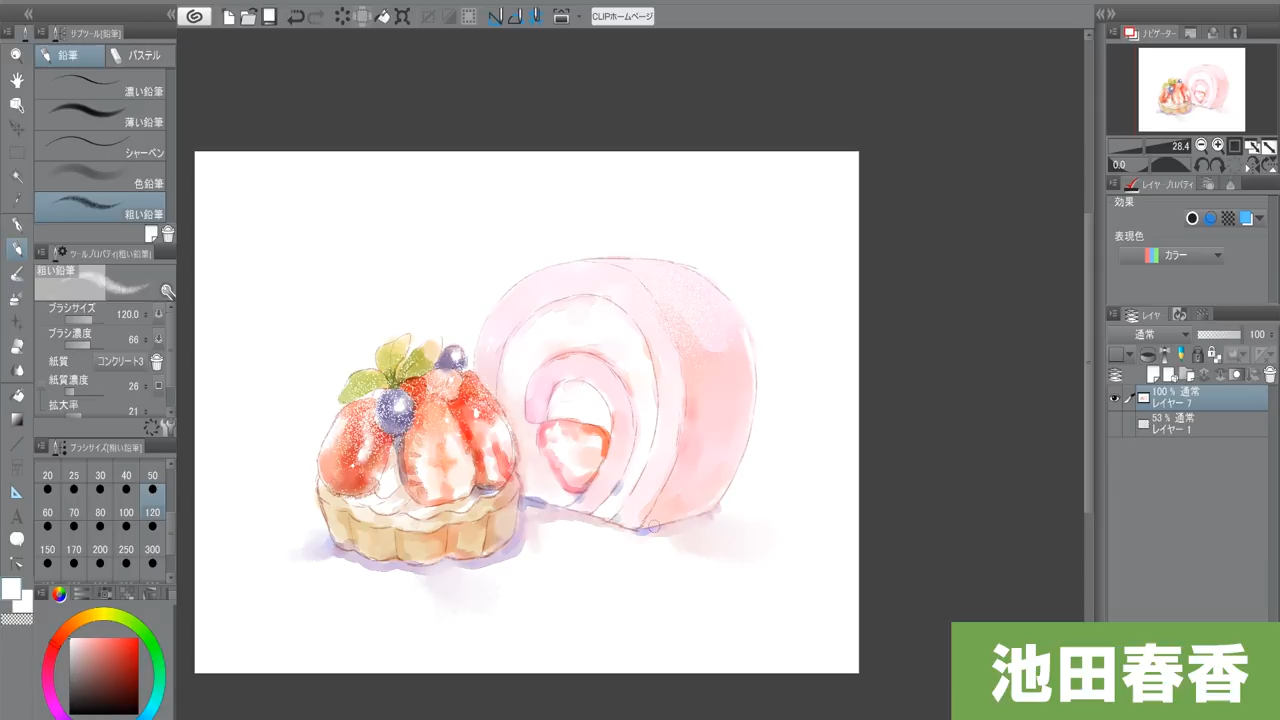 サブツール[鉛筆]
CLIPホームページ
鉛筆
パステル
濃い鉛筆
薄い鉛筆
シャーペン
色鉛筆
粗い鉛筆
ツールプロパティ[粗い鉛筆]
粗い鉛筆
ブラシサイズ 120.0
ブラシ濃度 66
紙質 コンクリート3
紙質濃度 26
拡大率 21
ブラシサイズ[粗い鉛筆]
20 25 30 40 50
60 70 80 100 120
150 170 200 250 300
ナビゲーター
28.4
0.0
レイヤープロパティ
効果
表現色
カラー
レイヤー
通常 100
100 % 通常
レイヤー 7
53 % 通常
レイヤー 1
池田春香